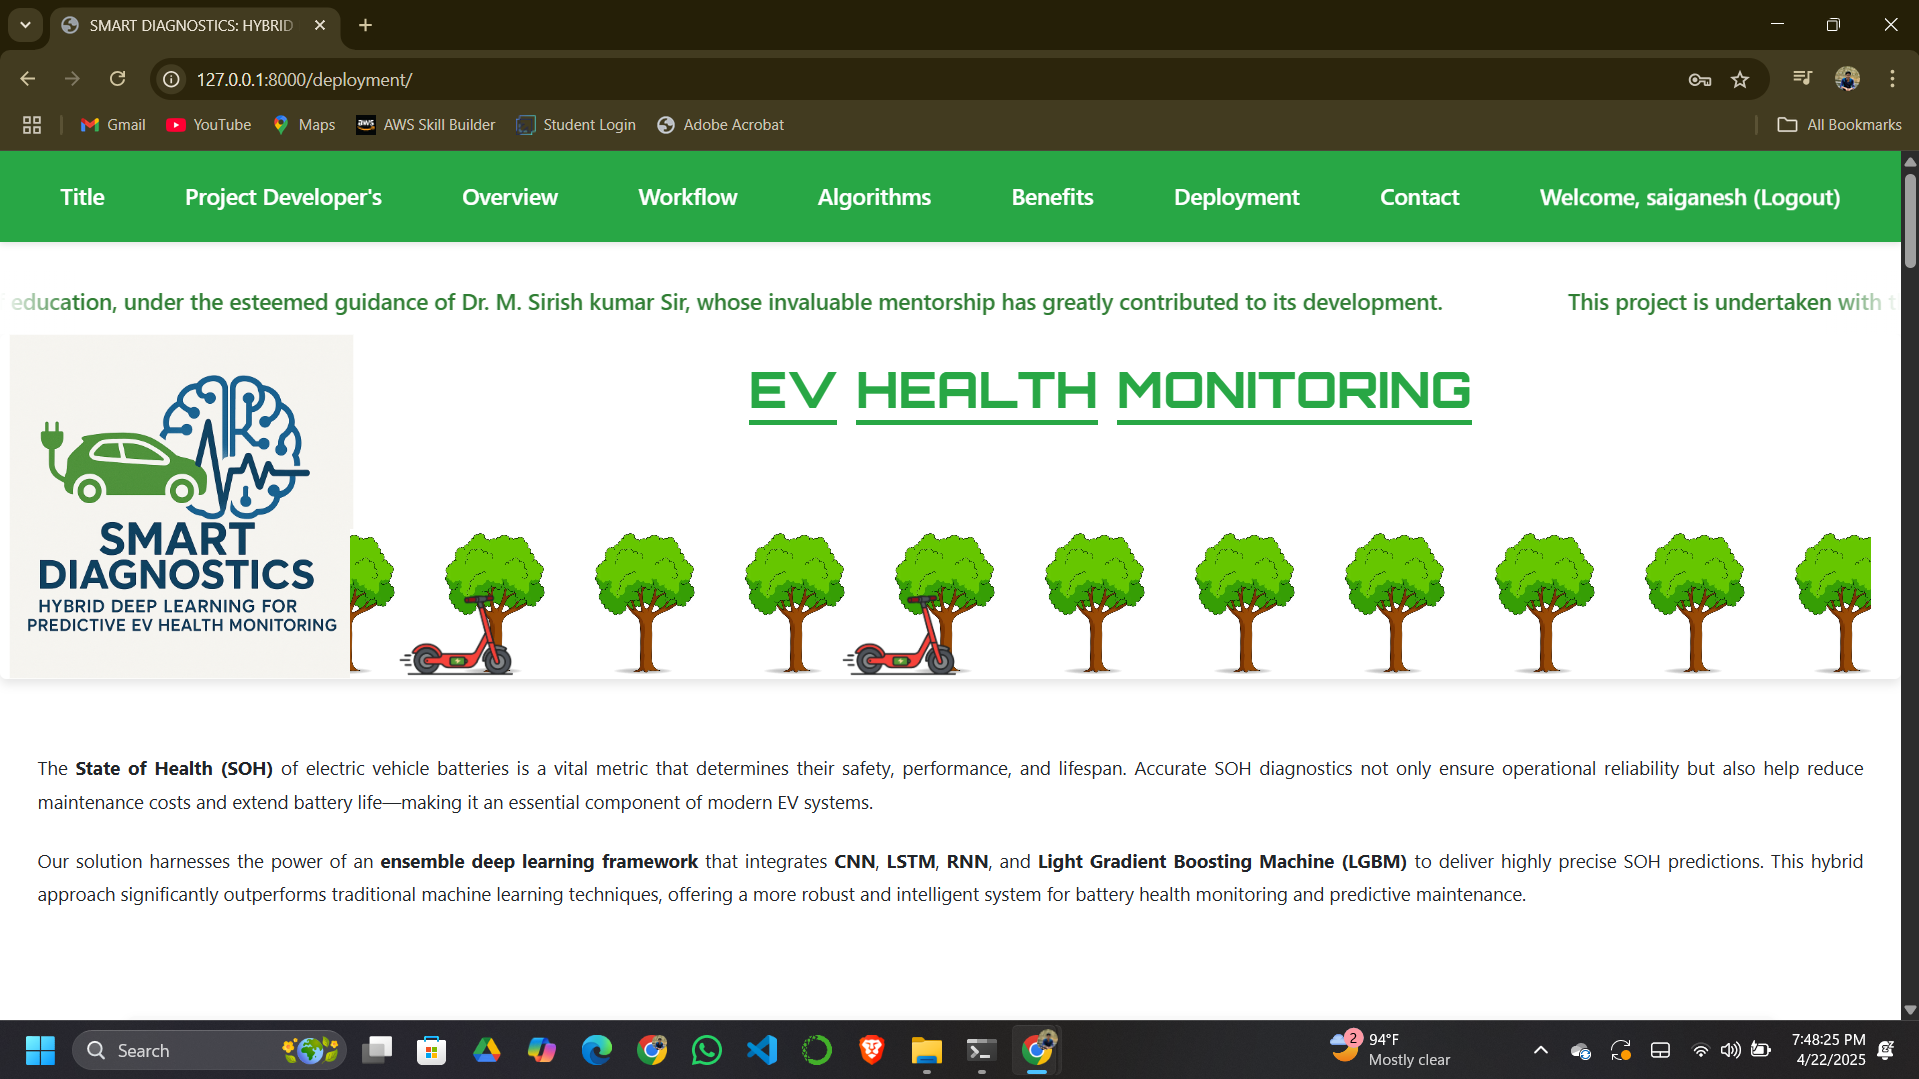 SMART DIAGNOSTICS: HYBRID
127.0.0.1:8000/deployment/
Gmail YouTube Maps aws AWS Skill Builder Student Login Adobe Acrobat All Bookmarks
Title Project Developer's Overview Workflow Algorithms Benefits Deployment Contact Welcome, saiganesh (Logout)
education, under the esteemed guidance of Dr. M. Sirish kumar Sir, whose invaluable mentorship has greatly contributed to its development. This project is undertaken with t
EV HEALTH MONITORING
SMART
DIAGNOSTICS
HYBRID DEEP LEARNING FOR
PREDICTIVE EV HEALTH MONITORING
The State of Health (SOH) of electric vehicle batteries is a vital metric that determines their safety, performance, and lifespan. Accurate SOH diagnostics not only ensure operational reliability but also help reduce
maintenance costs and extend battery life—making it an essential component of modern EV systems.
Our solution harnesses the power of an ensemble deep learning framework that integrates CNN, LSTM, RNN, and Light Gradient Boosting Machine (LGBM) to deliver highly precise SOH predictions. This hybrid
approach significantly outperforms traditional machine learning techniques, offering a more robust and intelligent system for battery health monitoring and predictive maintenance.
Search
2
94°F
Mostly clear
7:48:25 PM
4/22/2025